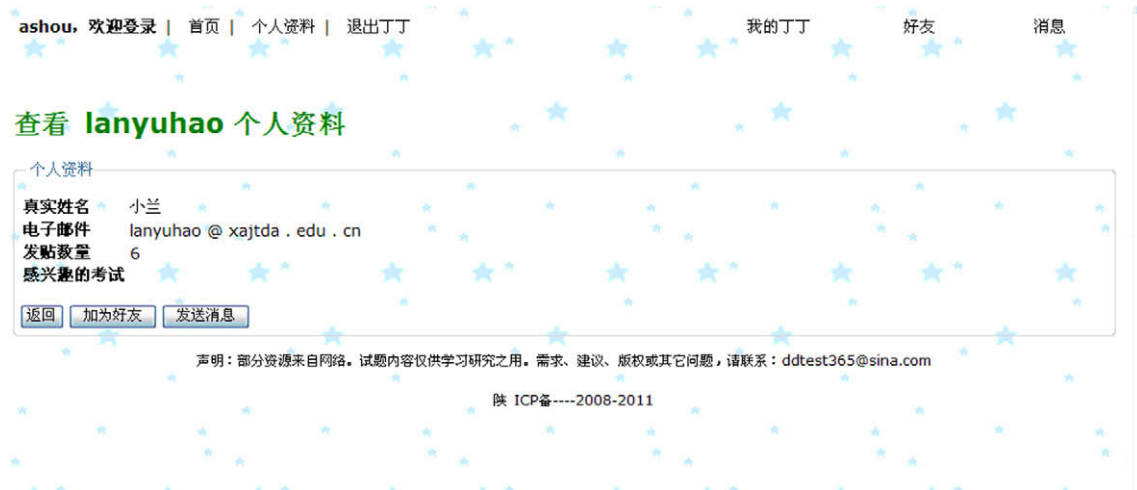 ashou，欢迎登录 | 首页 | 个人资料 | 退出丁丁 我的丁丁 好友 消息
查看 lanyuhao 个人资料
个人资料
真实姓名 小兰
电子邮件 lanyuhao @ xajtda . edu . cn
发贴数量 6
感兴趣的考试
返回 加为好友 发送消息
声明：部分资源来自网络。试题内容仅供学习研究之用。需求、建议、版权或其它问题，请联系：ddtest365@sina.com
陕 ICP备----2008-2011